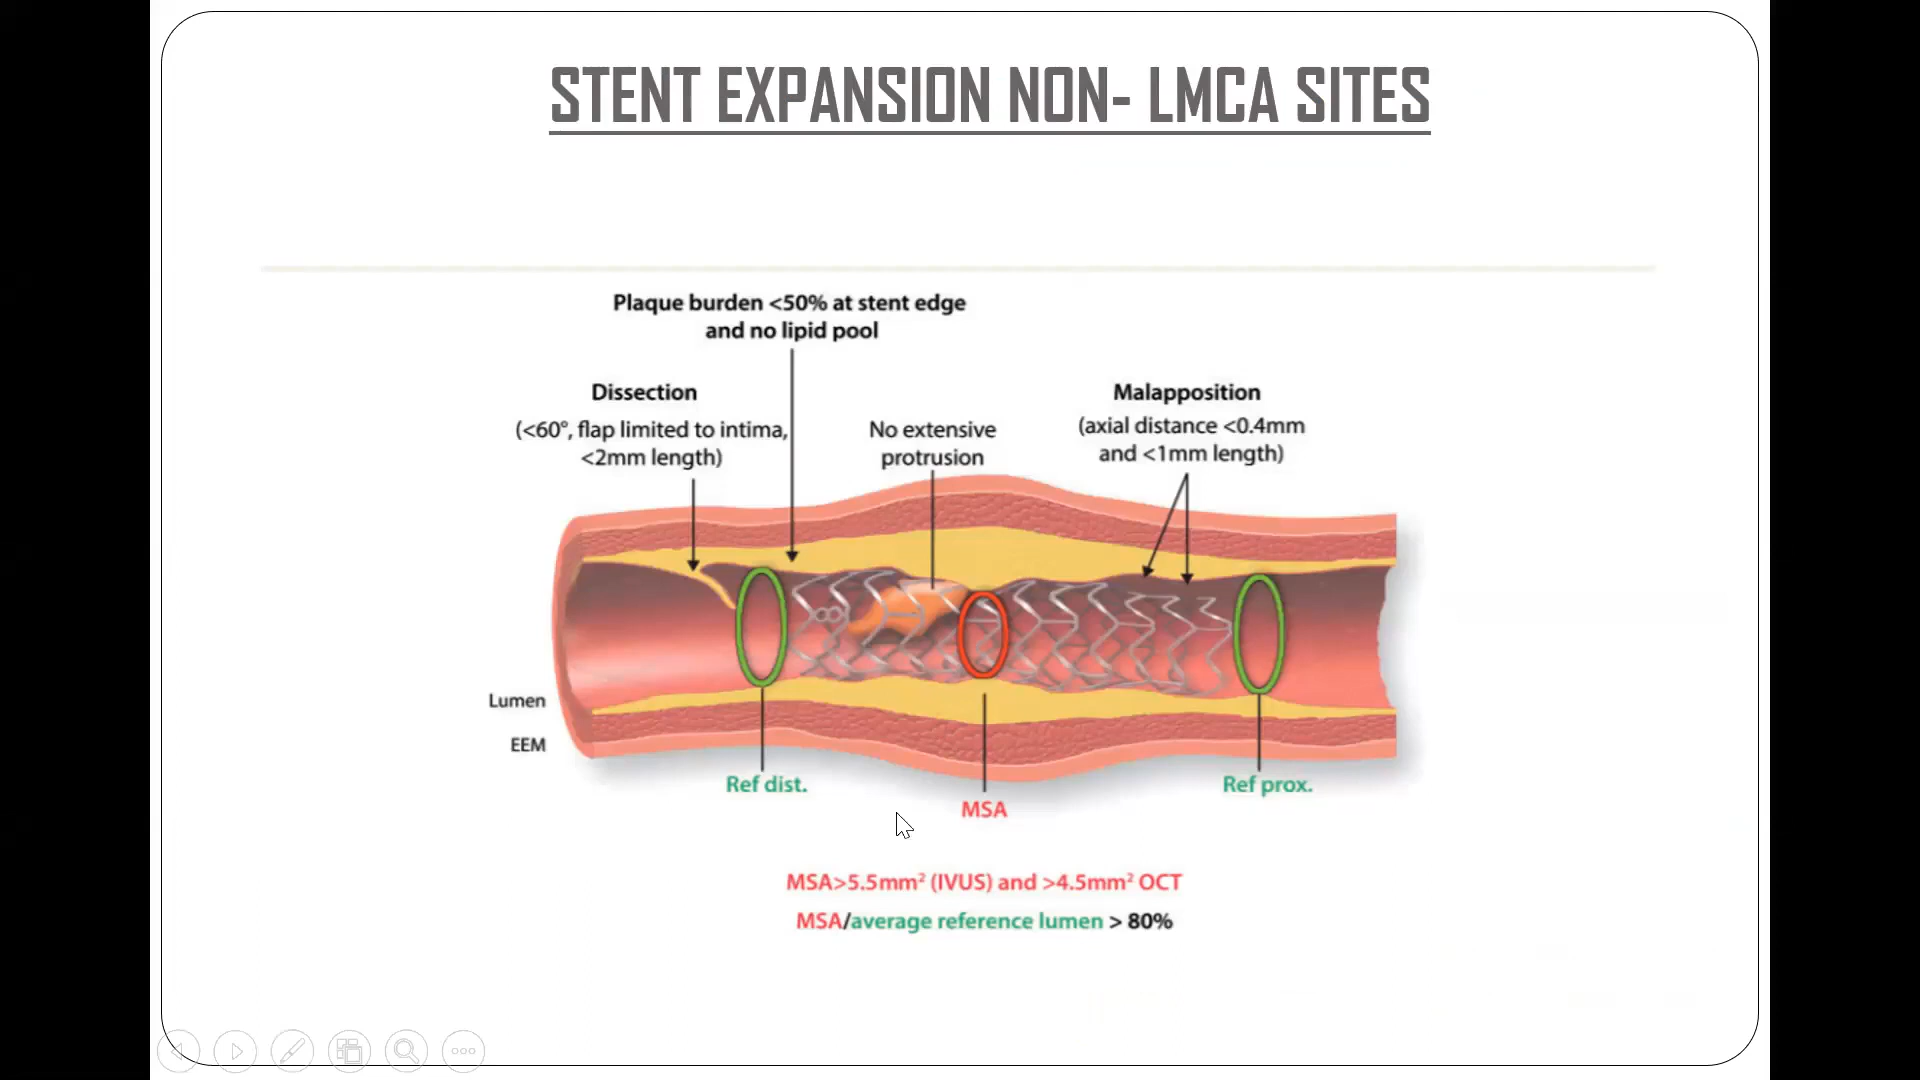 STENT EXPANSION NON- LMCA SITES
Plaque burden <50% at stent edge
and no lipid pool
Dissection
(<60°, flap limited to intima,
<2mm length)
No extensive
protrusion
Malapposition
(axial distance <0.4mm
and <1mm length)
Lumen
EEM
Ref dist.
MSA
Ref prox.
MSA>5.5mm² (IVUS) and >4.5mm² OCT
MSA/average reference lumen > 80%